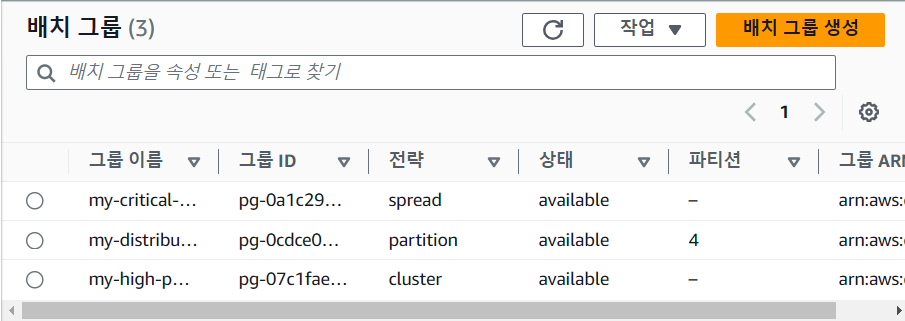 배치 그룹 (3)
작업
배치 그룹 생성
배치 그룹을 속성 또는 태그로 찾기
1
그룹 이름 그룹 ID 전략 상태 파티션 그룹 ARN
my-critical-... pg-0a1c29... spread available – arn:aws:
my-distribu... pg-0cdce0... partition available 4 arn:aws:
my-high-p... pg-07c1fae... cluster available – arn:aws: